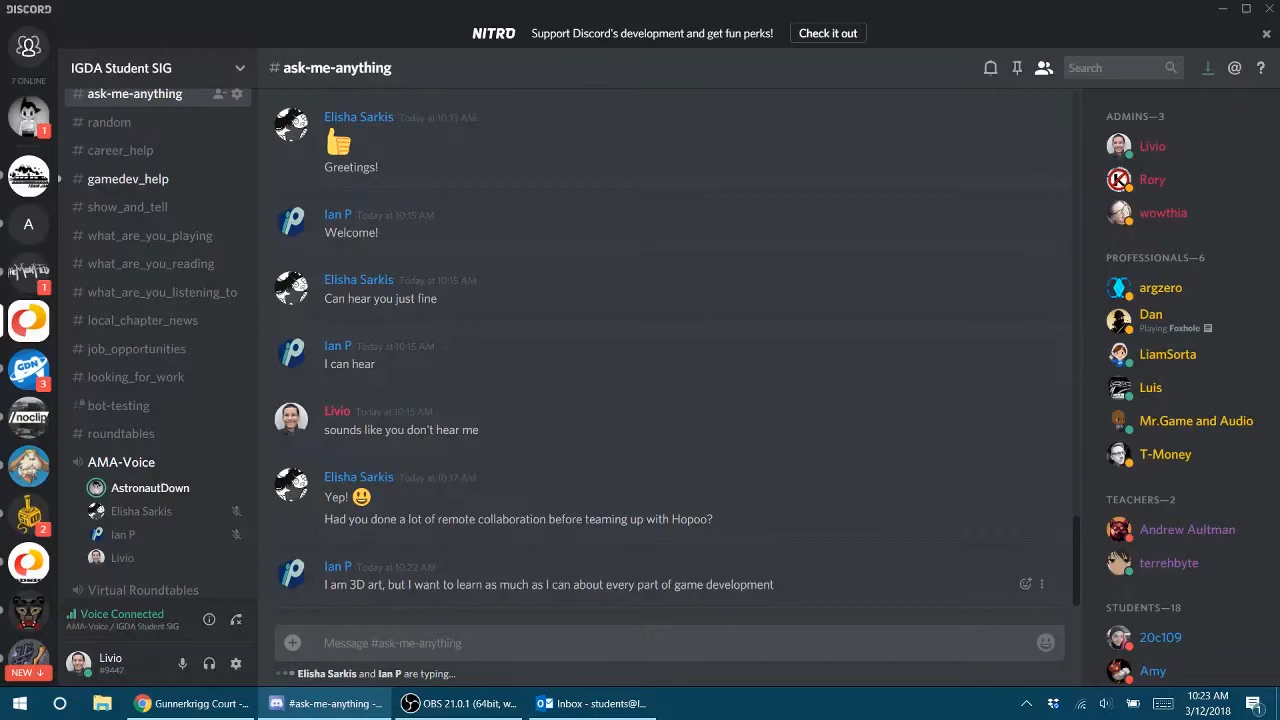 DISCORD
NITRO Support Discord's development and get fun perks! Check it out
7 ONLINE
1
A
1
GDN
3
/noclip
2
NEW ↓
IGDA Student SIG
# ask-me-anything
# random
# career_help
# gamedev_help
# show_and_tell
# what_are_you_playing
# what_are_you_reading
# what_are_you_listening_to
# local_chapter_news
# job_opportunities
# looking_for_work
# bot-testing
# roundtables
AMA-Voice
AstronautDown
Elisha Sarkis
Ian P
Livio
Virtual Roundtables
Voice Connected
AMA-Voice / IGDA Student SIG
Livio
#9442
# ask-me-anything
Search
Elisha Sarkis Today at 10:13 AM
👍
Greetings!
Ian P Today at 10:15 AM
Welcome!
Elisha Sarkis Today at 10:15 AM
Can hear you just fine
Ian P Today at 10:15 AM
I can hear
Livio Today at 10:15 AM
sounds like you don't hear me
Elisha Sarkis Today at 10:17 AM
Yep! 😃
Had you done a lot of remote collaboration before teaming up with Hopoo?
Ian P Today at 10:22 AM
I am 3D art, but I want to learn as much as I can about every part of game development
Message #ask-me-anything
Elisha Sarkis and Ian P are typing...
ADMINS—3
Livio
Rory
wowthia
PROFESSIONALS—6
argzero
Dan
Playing Foxhole
LiamSorta
Luis
Mr.Game and Audio
T-Money
TEACHERS—2
Andrew Aultman
terrehbyte
STUDENTS—18
20c109
Amy
Gunnerkrigg Court -...
#ask-me-anything -...
OBS 21.0.1 (64bit, w...
Inbox - students@i...
10:23 AM
3/12/2018